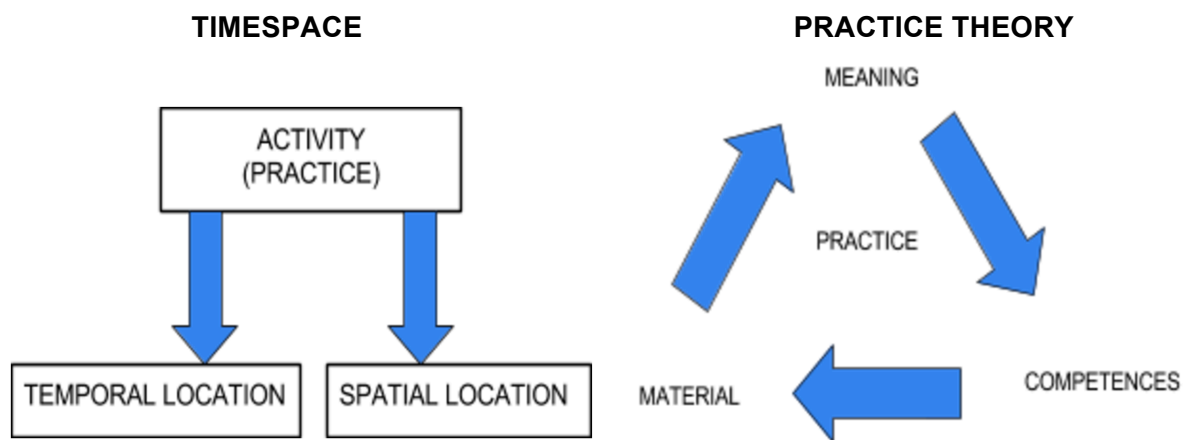 TIMESPACE
ACTIVITY
(PRACTICE)
TEMPORAL LOCATION
SPATIAL LOCATION
PRACTICE THEORY
MEANING
PRACTICE
COMPETENCES
MATERIAL